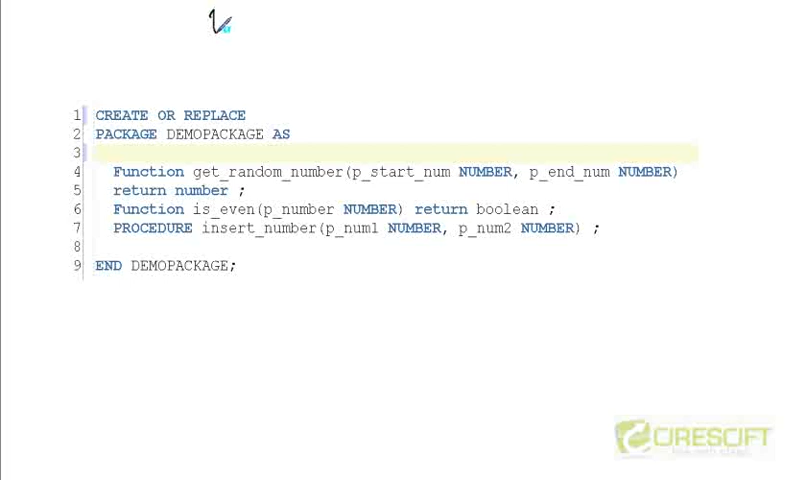 1 CREATE OR REPLACE
2 PACKAGE DEMOPACKAGE AS
3
4 Function get_random_number(p_start_num NUMBER, p_end_num NUMBER)
5 return number ;
6 Function is_even(p_number NUMBER) return boolean ;
7 PROCEDURE insert_number(p_num1 NUMBER, p_num2 NUMBER) ;
8
9 END DEMOPACKAGE;